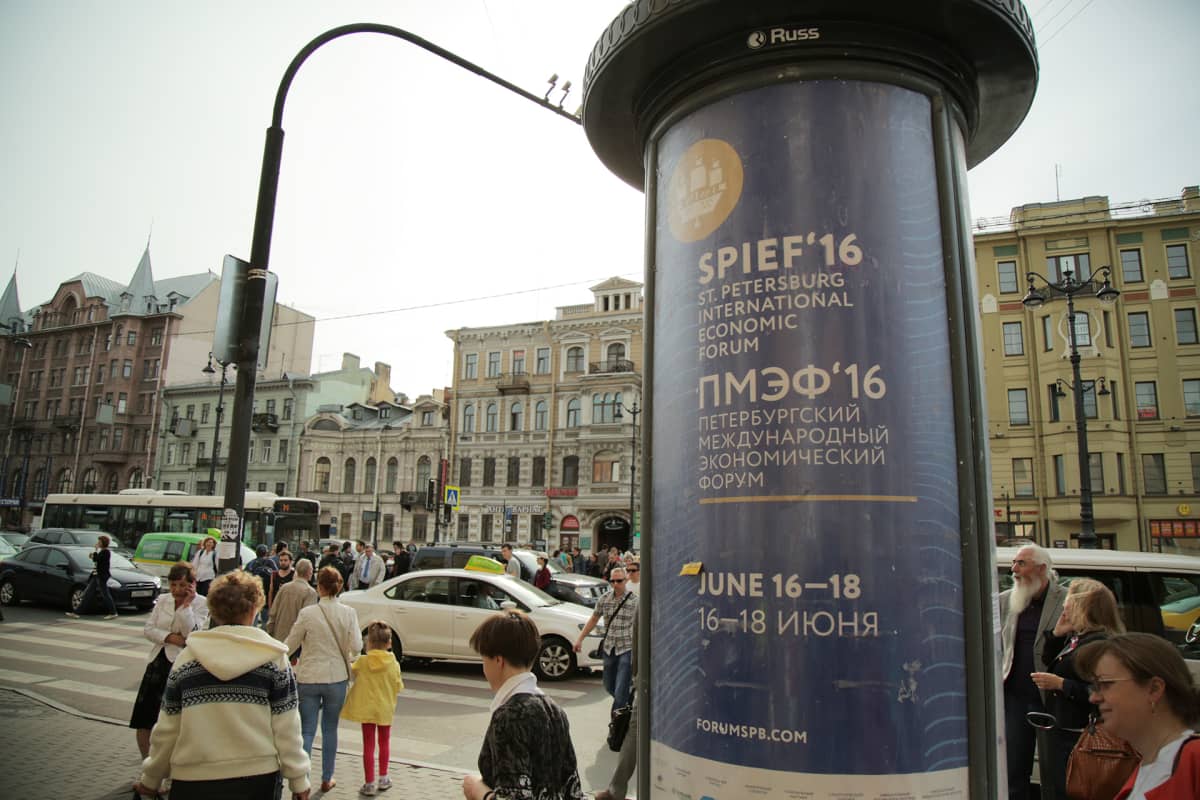 Russ
SPIEF‘16
ST. PETERSBURG
INTERNATIONAL
ECONOMIC
FORUM
ПМЭФ‘16
ПЕТЕРБУРГСКИЙ
МЕЖДУНАРОДНЫЙ
ЭКОНОМИЧЕСКИЙ
ФОРУМ
JUNE 16—18
16—18 ИЮНЯ
FORUMSPB.COM